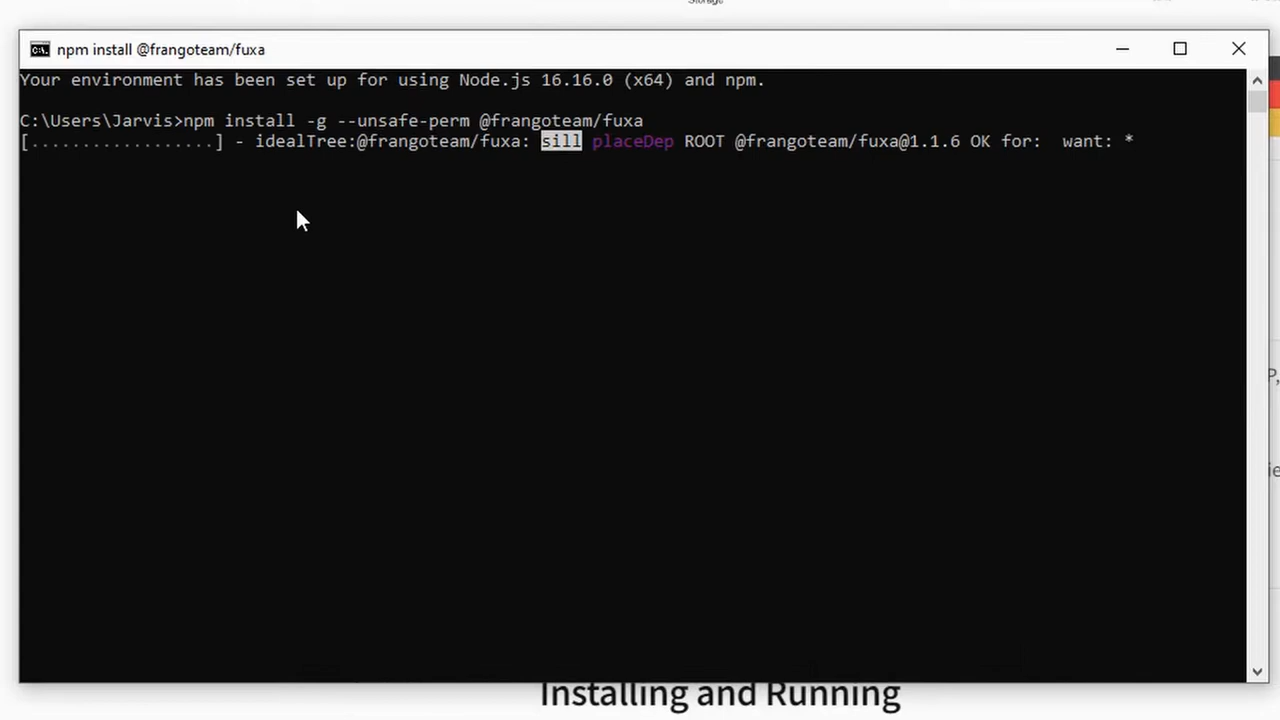 Storage
npm install @frangoteam/fuxa
Your environment has been set up for using Node.js 16.16.0 (x64) and npm.
C:\Users\Jarvis>npm install -g --unsafe-perm @frangoteam/fuxa
[..................] - idealTree:@frangoteam/fuxa: sill placeDep ROOT @frangoteam/fuxa@1.1.6 OK for:  want: *
P,
ie
Installing and Running